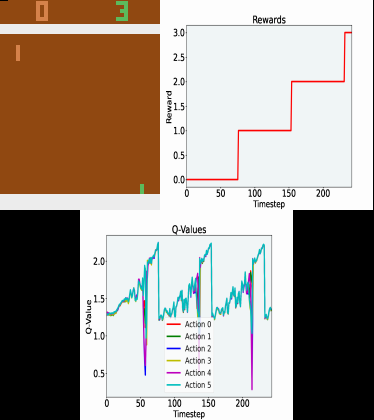 0 3
Rewards
3.0
2.5
2.0
1.5
1.0
0.5
0.0
Reward
0 50 100 150 200
Timestep
Q-Values
2.0
1.5
1.0
0.5
Q-Value
Action 0
Action 1
Action 2
Action 3
Action 4
Action 5
0 50 100 150 200
Timestep